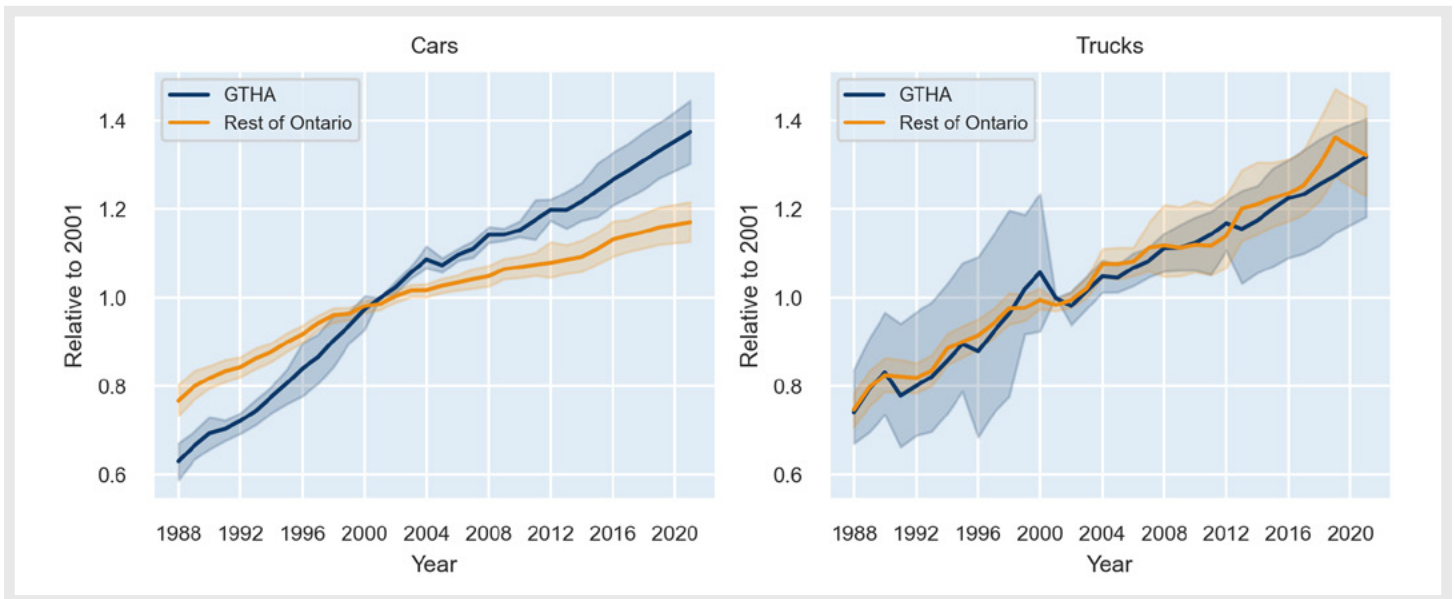 Cars
GTHA
Rest of Ontario
Relative to 2001
1.4
1.2
1.0
0.8
0.6
1988 1992 1996 2000 2004 2008 2012 2016 2020
Year
Trucks
GTHA
Rest of Ontario
Relative to 2001
1.4
1.2
1.0
0.8
0.6
1988 1992 1996 2000 2004 2008 2012 2016 2020
Year